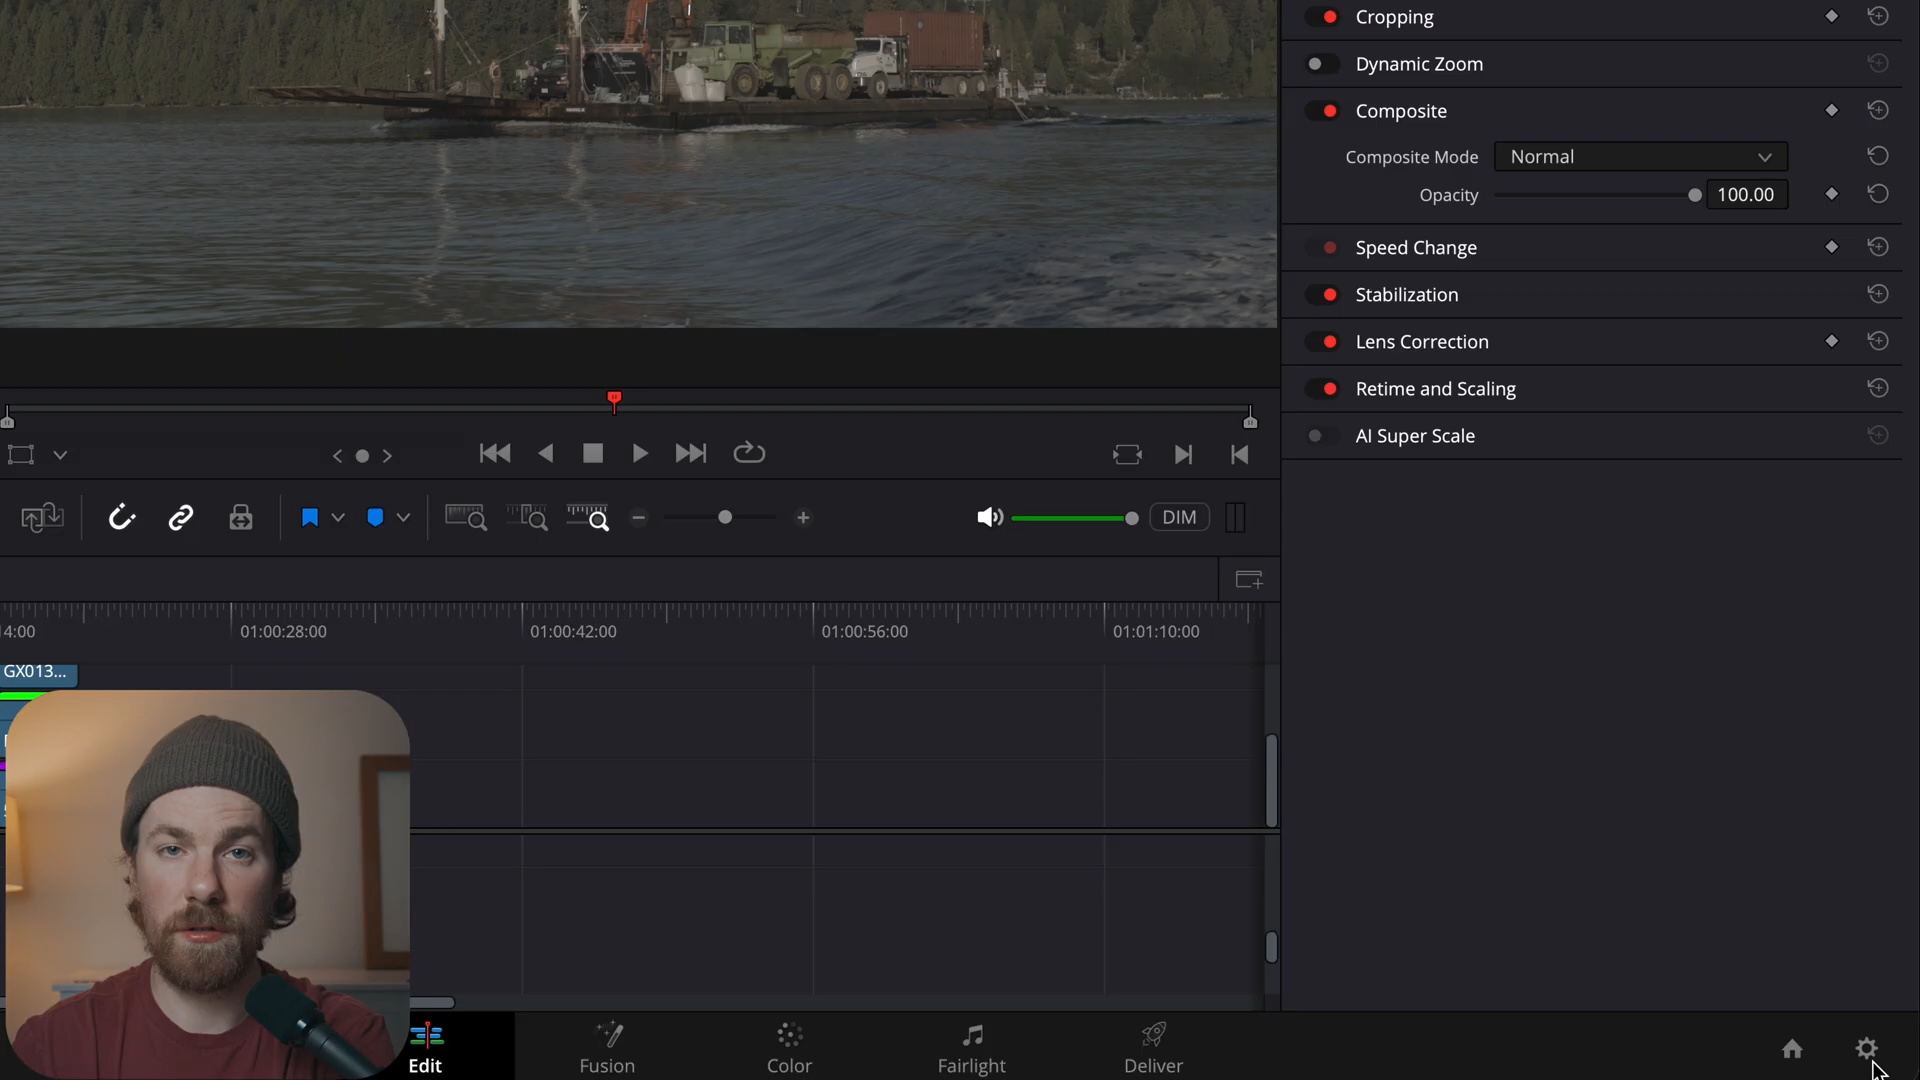 Cropping
Dynamic Zoom
Composite
Composite Mode Normal
Opacity 100.00
Speed Change
Stabilization
Lens Correction
Retime and Scaling
AI Super Scale
DIM
14:00 01:00:28:00 01:00:42:00 01:00:56:00 01:01:10:00
GX013...
Edit Fusion Color Fairlight Deliver